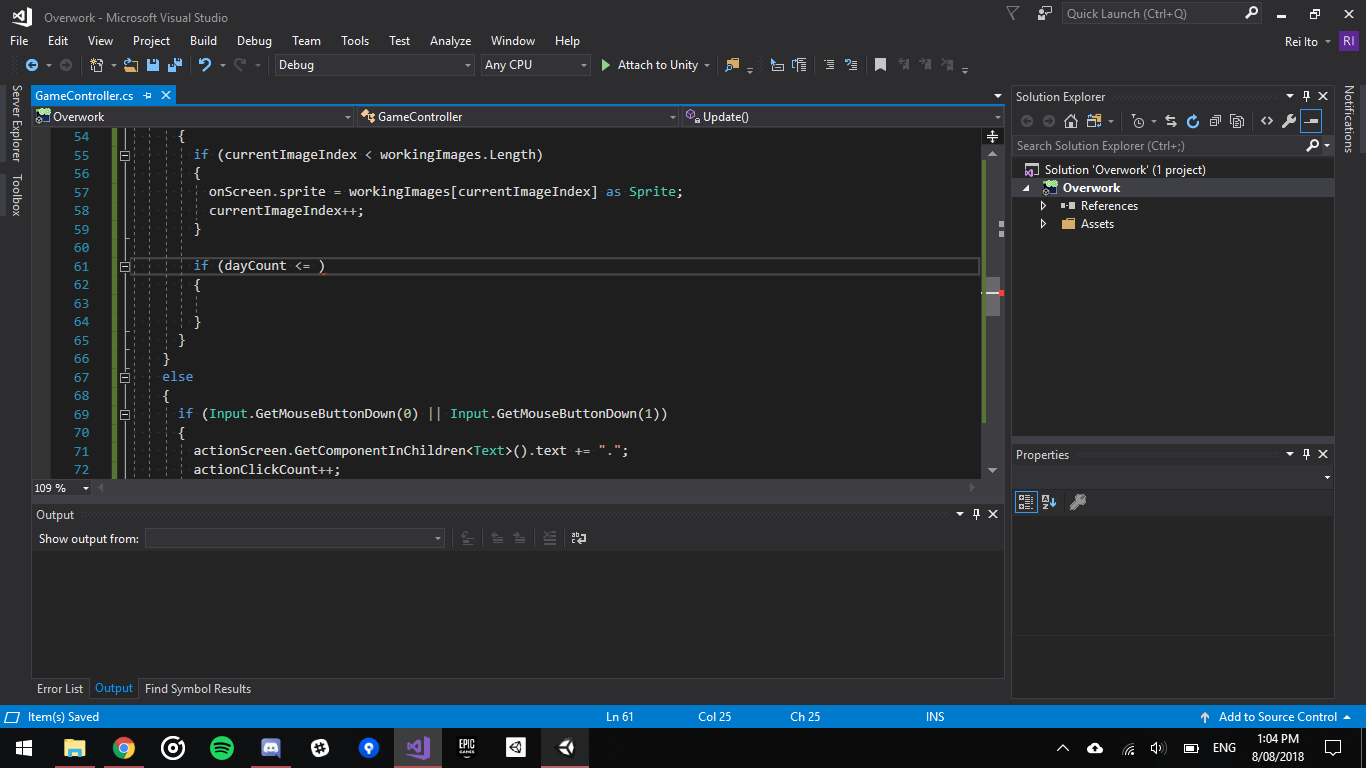 Overwork - Microsoft Visual Studio
Quick Launch (Ctrl+Q)
File Edit View Project Build Debug Team Tools Test Analyze Window Help
Rei Ito RI
Debug Any CPU Attach to Unity
Server Explorer
Toolbox
GameController.cs
Overwork GameController Update()
54 {
55 if (currentImageIndex < workingImages.Length)
56 {
57 onScreen.sprite = workingImages[currentImageIndex] as Sprite;
58 currentImageIndex++;
59 }
60
61 if (dayCount <= )
62 {
63
64 }
65 }
66 }
67 else
68 {
69 if (Input.GetMouseButtonDown(0) || Input.GetMouseButtonDown(1))
70 {
71 actionScreen.GetComponentInChildren<Text>().text += ".";
72 actionClickCount++;
109 %
Output
Show output from:
Error List Output Find Symbol Results
Solution Explorer
Search Solution Explorer (Ctrl+;)
Solution 'Overwork' (1 project)
Overwork
References
Assets
Properties
Notifications
Item(s) Saved Ln 61 Col 25 Ch 25 INS Add to Source Control
EPIC
GAMES
ENG
1:04 PM
8/08/2018